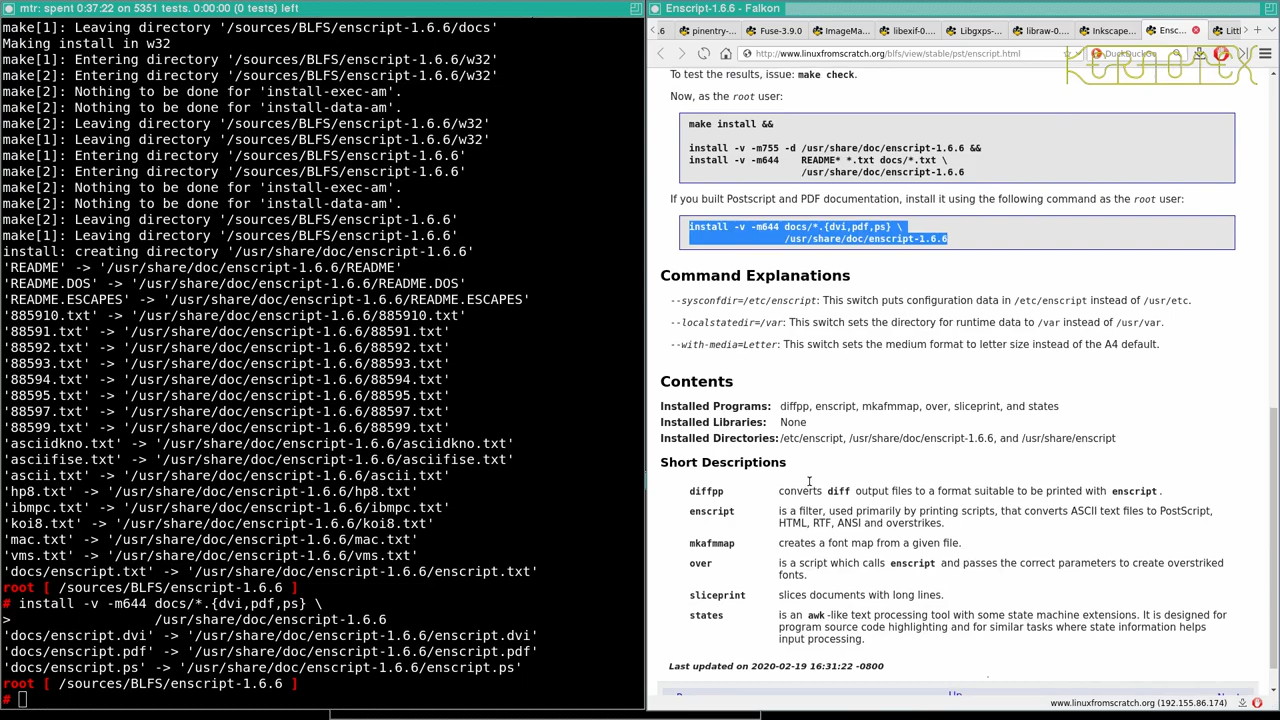 mtr: spent 0:37:22 up on 5351 tests. 0:00:00 (0 tests) left
make[1]: Leaving directory '/sources/BLFS/enscript-1.6.6/docs'
Making install in w32
make[1]: Entering directory '/sources/BLFS/enscript-1.6.6/w32'
make[2]: Entering directory '/sources/BLFS/enscript-1.6.6/w32'
make[2]: Nothing to be done for 'install-exec-am'.
make[2]: Nothing to be done for 'install-data-am'.
make[2]: Leaving directory '/sources/BLFS/enscript-1.6.6/w32'
make[1]: Leaving directory '/sources/BLFS/enscript-1.6.6/w32'
make[1]: Entering directory '/sources/BLFS/enscript-1.6.6'
make[2]: Entering directory '/sources/BLFS/enscript-1.6.6'
make[2]: Nothing to be done for 'install-exec-am'.
make[2]: Nothing to be done for 'install-data-am'.
make[2]: Leaving directory '/sources/BLFS/enscript-1.6.6'
make[1]: Leaving directory '/sources/BLFS/enscript-1.6.6'
install: creating directory '/usr/share/doc/enscript-1.6.6'
'README' -> '/usr/share/doc/enscript-1.6.6/README'
'README.DOS' -> '/usr/share/doc/enscript-1.6.6/README.DOS'
'README.ESCAPES' -> '/usr/share/doc/enscript-1.6.6/README.ESCAPES'
'885910.txt' -> '/usr/share/doc/enscript-1.6.6/885910.txt'
'88591.txt' -> '/usr/share/doc/enscript-1.6.6/88591.txt'
'88592.txt' -> '/usr/share/doc/enscript-1.6.6/88592.txt'
'88593.txt' -> '/usr/share/doc/enscript-1.6.6/88593.txt'
'88594.txt' -> '/usr/share/doc/enscript-1.6.6/88594.txt'
'88595.txt' -> '/usr/share/doc/enscript-1.6.6/88595.txt'
'88597.txt' -> '/usr/share/doc/enscript-1.6.6/88597.txt'
'88599.txt' -> '/usr/share/doc/enscript-1.6.6/88599.txt'
'asciidkno.txt' -> '/usr/share/doc/enscript-1.6.6/asciidkno.txt'
'asciifise.txt' -> '/usr/share/doc/enscript-1.6.6/asciifise.txt'
'ascii.txt' -> '/usr/share/doc/enscript-1.6.6/ascii.txt'
'hp8.txt' -> '/usr/share/doc/enscript-1.6.6/hp8.txt'
'ibmpc.txt' -> '/usr/share/doc/enscript-1.6.6/ibmpc.txt'
'koi8.txt' -> '/usr/share/doc/enscript-1.6.6/koi8.txt'
'mac.txt' -> '/usr/share/doc/enscript-1.6.6/mac.txt'
'vms.txt' -> '/usr/share/doc/enscript-1.6.6/vms.txt'
'docs/enscript.txt' -> '/usr/share/doc/enscript-1.6.6/enscript.txt'
root [ /sources/BLFS/enscript-1.6.6 ]
# install -v -m644 docs/*.{dvi,pdf,ps} \
> /usr/share/doc/enscript-1.6.6
'docs/enscript.dvi' -> '/usr/share/doc/enscript-1.6.6/enscript.dvi'
'docs/enscript.pdf' -> '/usr/share/doc/enscript-1.6.6/enscript.pdf'
'docs/enscript.ps' -> '/usr/share/doc/enscript-1.6.6/enscript.ps'
root [ /sources/BLFS/enscript-1.6.6 ]
#
Enscript-1.6.6 - Falkon
.6 pinentry-... Fuse-3.9.0 ImageMa... libexif-0.... Libgxps-... libraw-0.... Inkscape... Ensc...
http://www.linuxfromscratch.org/blfs/view/stable/pst/enscript.html DuckDuckGo
To test the results, issue: make check.
Now, as the root user:
make install &&
install -v -m755 -d /usr/share/doc/enscript-1.6.6 &&
install -v -m644 README* *.txt docs/*.txt \
/usr/share/doc/enscript-1.6.6
If you built Postscript and PDF documentation, install it using the following command as the root user:
install -v -m644 docs/*.{dvi,pdf,ps} \
/usr/share/doc/enscript-1.6.6
Command Explanations
--sysconfdir=/etc/enscript: This switch puts configuration data in /etc/enscript instead of /usr/etc.
--localstatedir=/var: This switch sets the directory for runtime data to /var instead of /usr/var.
--with-media=Letter: This switch sets the medium format to letter size instead of the A4 default.
Contents
Installed Programs: diffpp, enscript, mkafmmap, over, sliceprint, and states
Installed Libraries: None
Installed Directories: /etc/enscript, /usr/share/doc/enscript-1.6.6, and /usr/share/enscript
Short Descriptions
diffpp converts diff output files to a format suitable to be printed with enscript.
enscript is a filter, used primarily by printing scripts, that converts ASCII text files to PostScript,
HTML, RTF, ANSI and overstrikes.
mkafmmap creates a font map from a given file.
over is a script which calls enscript and passes the correct parameters to create overstriked
fonts.
sliceprint slices documents with long lines.
states is an awk-like text processing tool with some state machine extensions. It is designed for
program source code highlighting and for similar tasks where state information helps
input processing.
Last updated on 2020-02-19 16:31:22 -0800
www.linuxfromscratch.org (192.155.86.174)